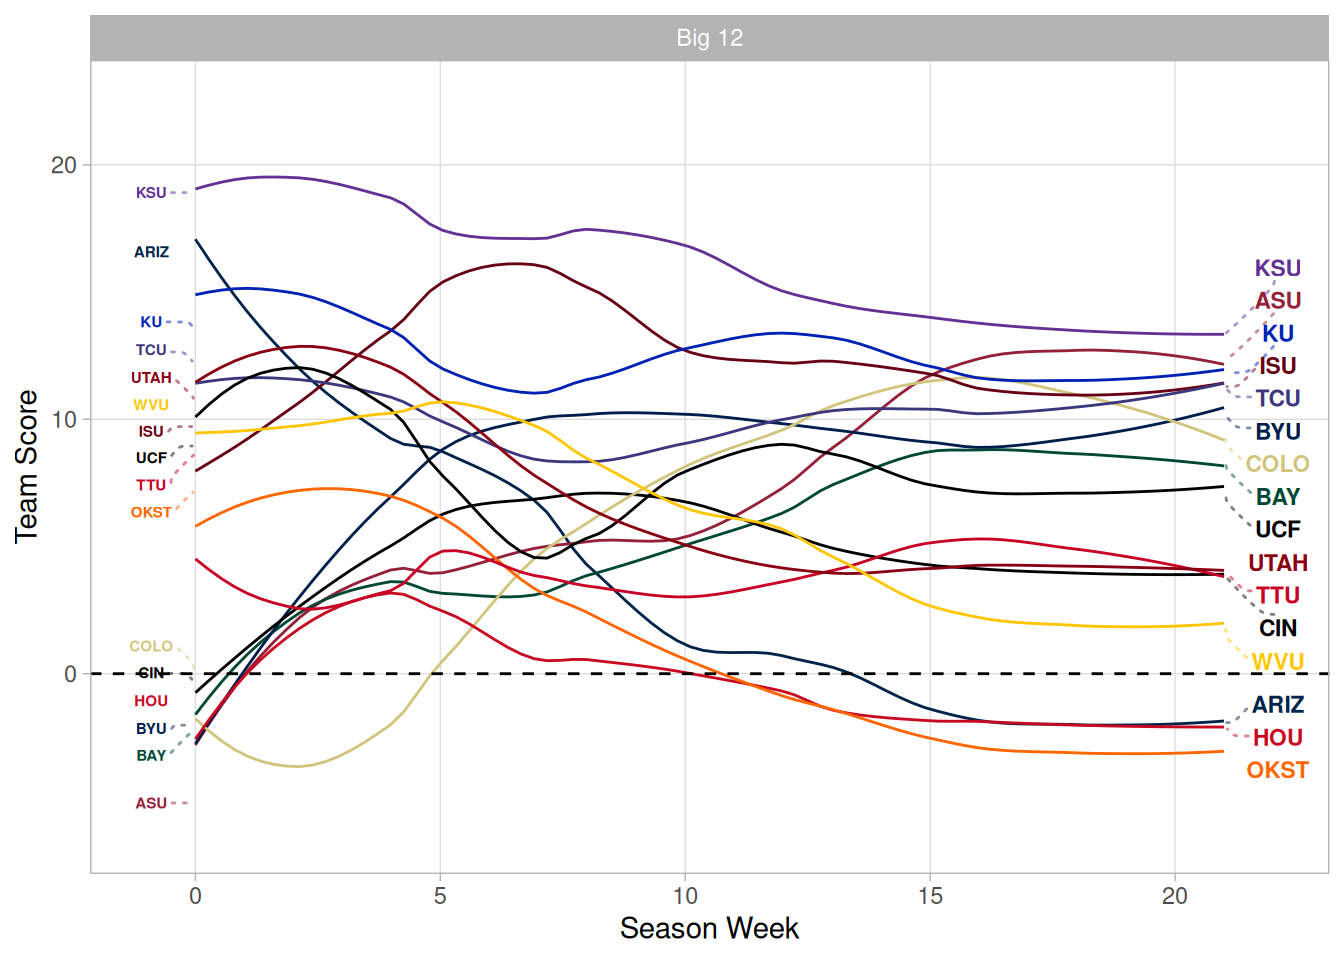 Big 12
Team Score
20
10
0
KSU
ARIZ
KU
TCU
UTAH
WVU
ISU
UCF
TTU
OKST
COLO
CIN
HOU
BYU
BAY
ASU
KSU
ASU
KU
ISU
TCU
BYU
COLO
BAY
UCF
UTAH
TTU
CIN
WVU
ARIZ
HOU
OKST
0 5 10 15 20
Season Week